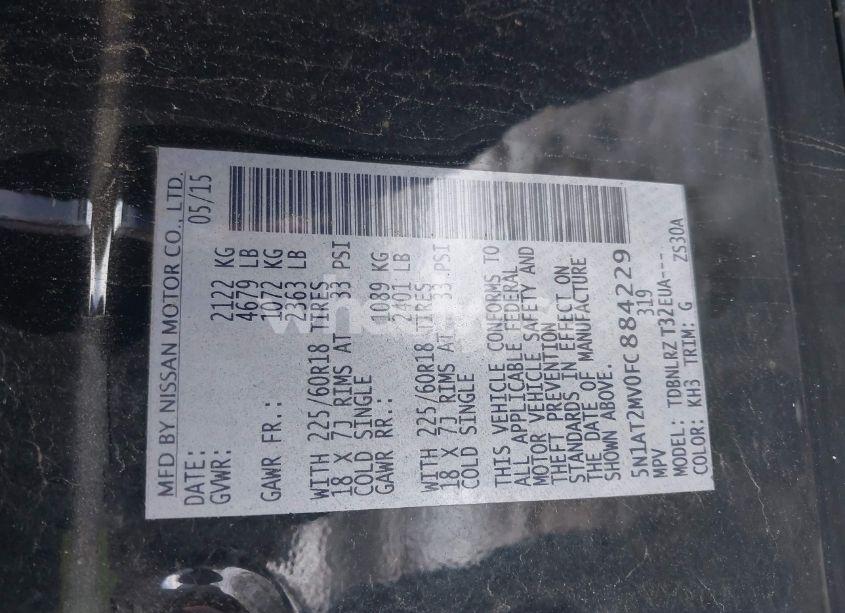 MFD BY NISSAN MOTOR CO., LTD.
DATE: 05/15
GVWR: 2122 KG
4679 LB
GAWR FR.: 1072 KG
2363 LB
WITH 225/60R18 TIRES
18 X 7J RIMS AT 33 PSI
COLD SINGLE
GAWR RR.: 1089 KG
2401 LB
WITH 225/60R18 TIRES
18 X 7J RIMS AT 33 PSI
COLD SINGLE
THIS VEHICLE CONFORMS TO
ALL APPLICABLE FEDERAL
MOTOR VEHICLE SAFETY AND
THEFT PREVENTION
STANDARDS IN EFFECT ON
THE DATE OF MANUFACTURE
SHOWN ABOVE.
5N1AT2MV0FC884229
MPV 319
MODEL: TDBNLRZ T32EUA---
COLOR: KH3 TRIM: G ZS30A